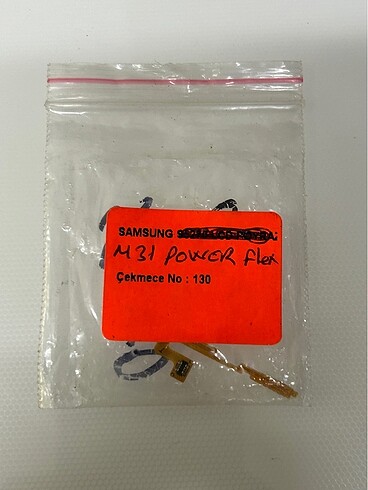 SAMSUNG
M31 POWER flex
Çekmece No : 130